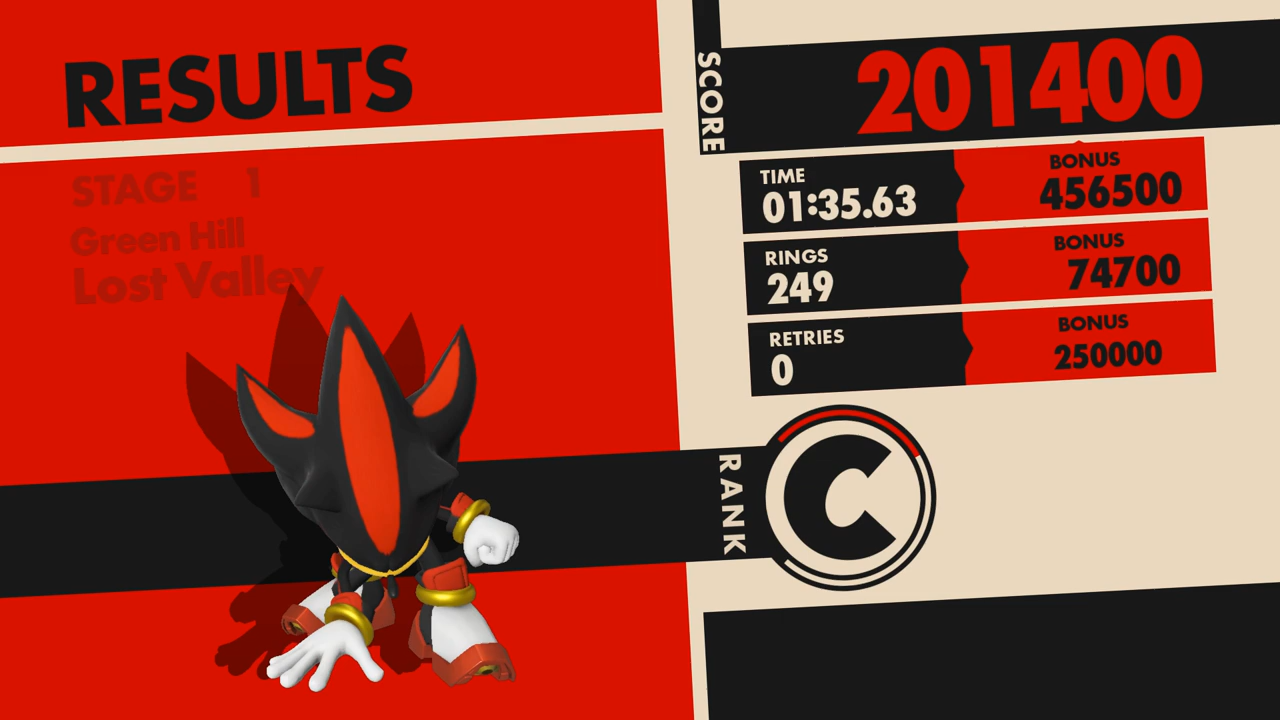 RESULTS
STAGE 1
Green Hill
Lost Valley
SCORE
201400
TIME
01:35.63
BONUS
456500
RINGS
249
BONUS
74700
RETRIES
0
BONUS
250000
RANK
C